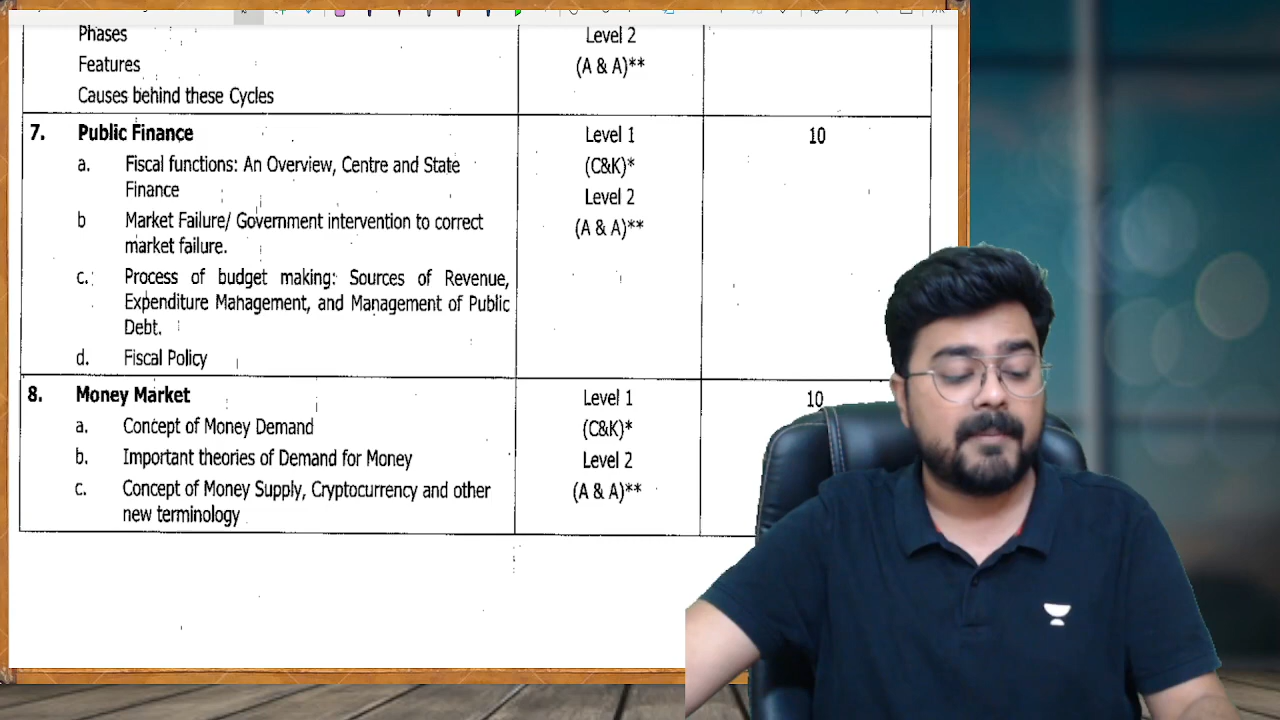 Phases Level 2
Features (A & A)**
Causes behind these Cycles
7. Public Finance Level 1 10
a. Fiscal functions: An Overview, Centre and State (C&K)*
Finance Level 2
b Market Failure/ Government intervention to correct (A & A)**
market failure.
c. Process of budget making: Sources of Revenue,
Expenditure Management, and Management of Public
Debt.
d. Fiscal Policy
8. Money Market Level 1 10
a. Concept of Money Demand (C&K)*
b. Important theories of Demand for Money Level 2
c. Concept of Money Supply, Cryptocurrency and other (A & A)**
new terminology